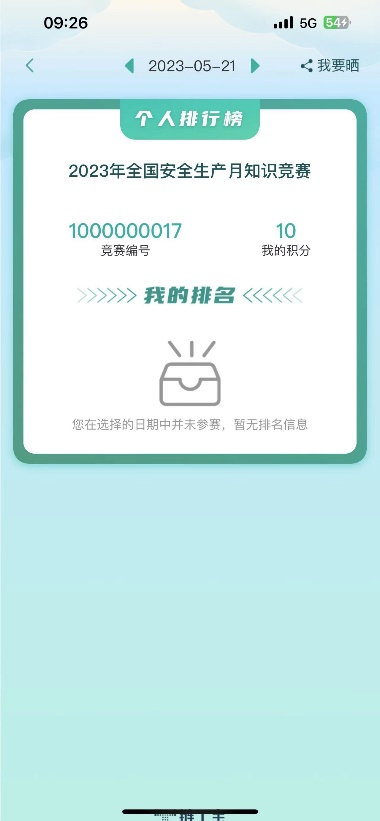 09:26 5G 54
2023-05-21 我要晒
个人排行榜
2023年全国安全生产月知识竞赛
1000000017 10
竞赛编号 我的积分
我的排名
您在选择的日期中并未参赛，暂无排名信息